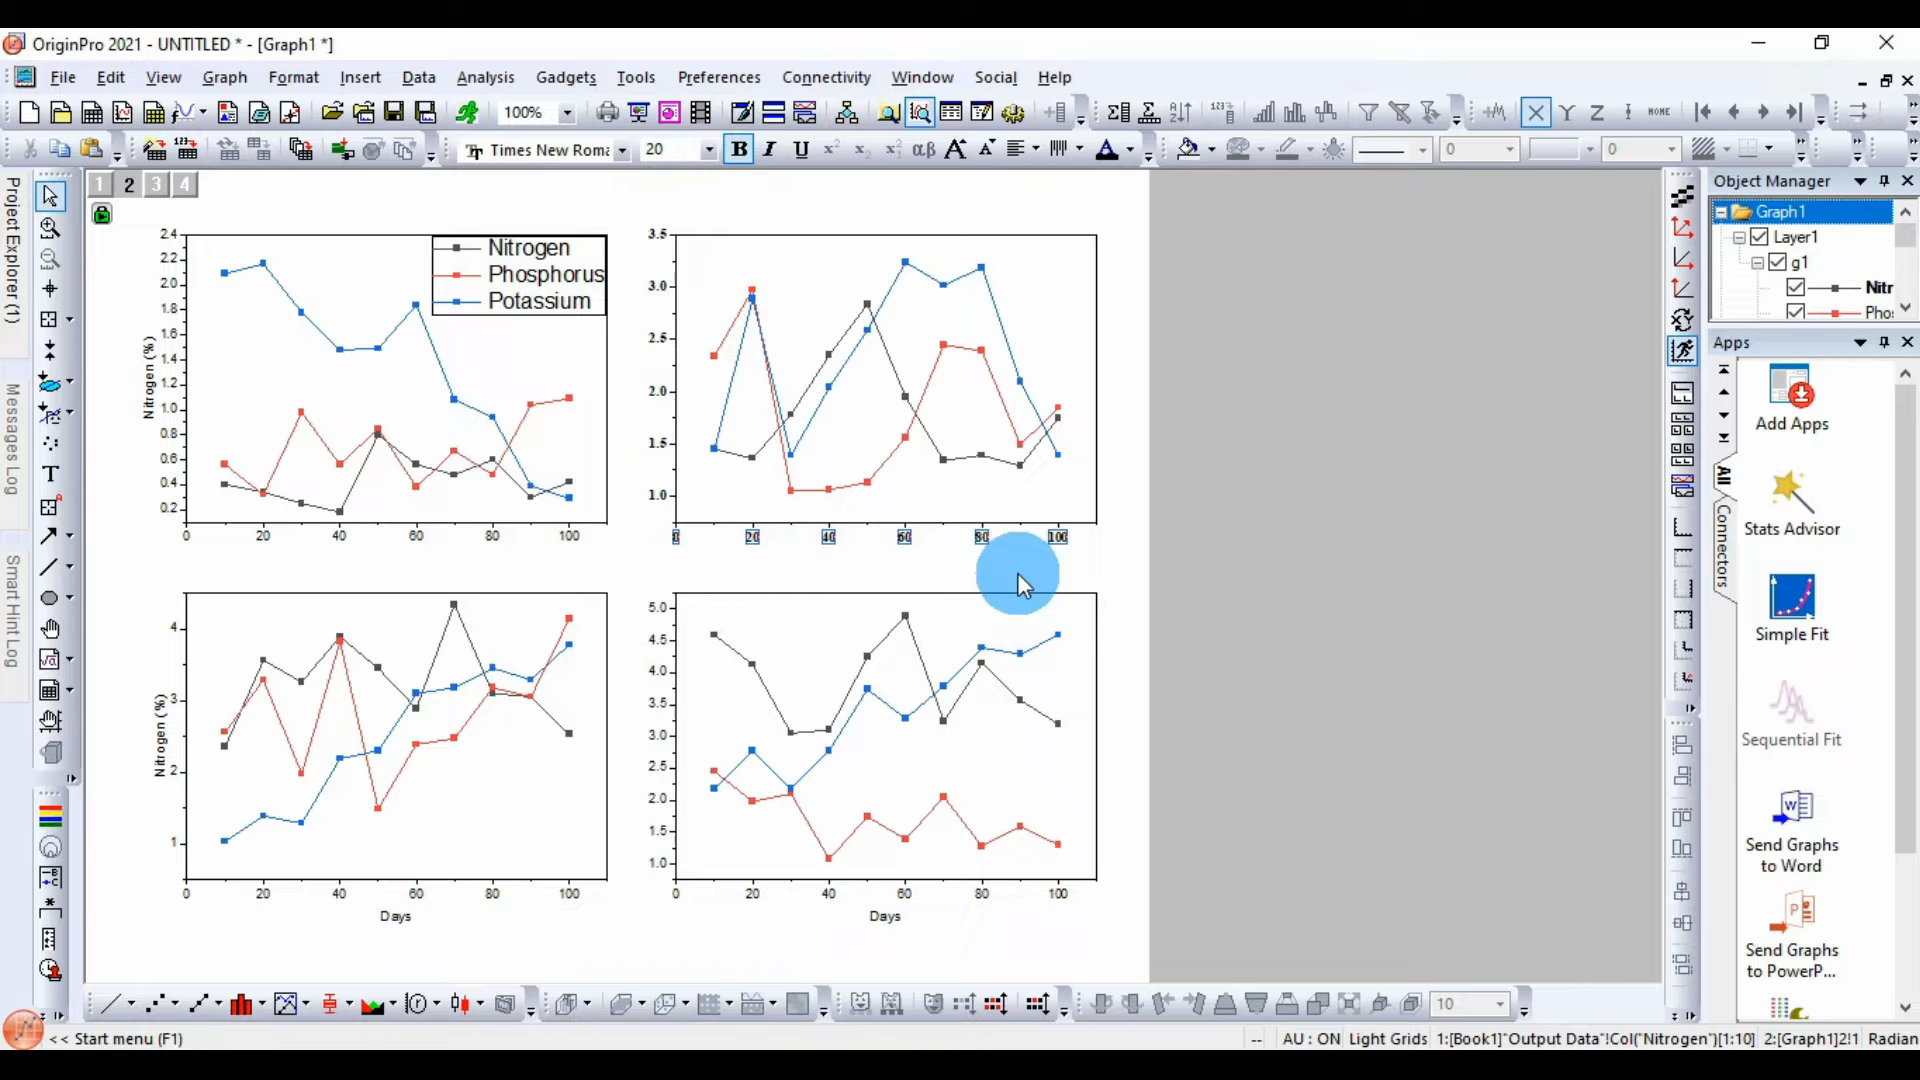 OriginPro 2021 - UNTITLED * - [Graph1 *]
File Edit View Graph Format Insert Data Analysis Gadgets Tools Preferences Connectivity Window Social Help
100%
X Y Z HOME
Times New Roma 20 B I U αβ A A A 0 0
Project Explorer (1)
Messages Log
Smart Hint Log
1 2 3 4
Nitrogen
Phosphorus
Potassium
Nitrogen (%)
2.4
2.2
2.0
1.8
1.6
1.4
1.2
1.0
0.8
0.6
0.4
0.2
0 20 40 60 80 100
3.5
3.0
2.5
2.0
1.5
1.0
0 20 40 60 80 100
Nitrogen (%)
4
3
2
1
0 20 40 60 80 100
Days
5.0
4.5
4.0
3.5
3.0
2.5
2.0
1.5
1.0
0 20 40 60 80 100
Days
Object Manager
Graph1
Layer1
g1
Nitr
Pho
Apps
All
Connectors
Add Apps
Stats Advisor
Simple Fit
Sequential Fit
Send Graphs
to Word
Send Graphs
to PowerP...
10
<< Start menu (F1)
-- AU : ON Light Grids 1:[Book1]"Output Data"!Col("Nitrogen")[1:10] 2:[Graph1]2!1 Radian